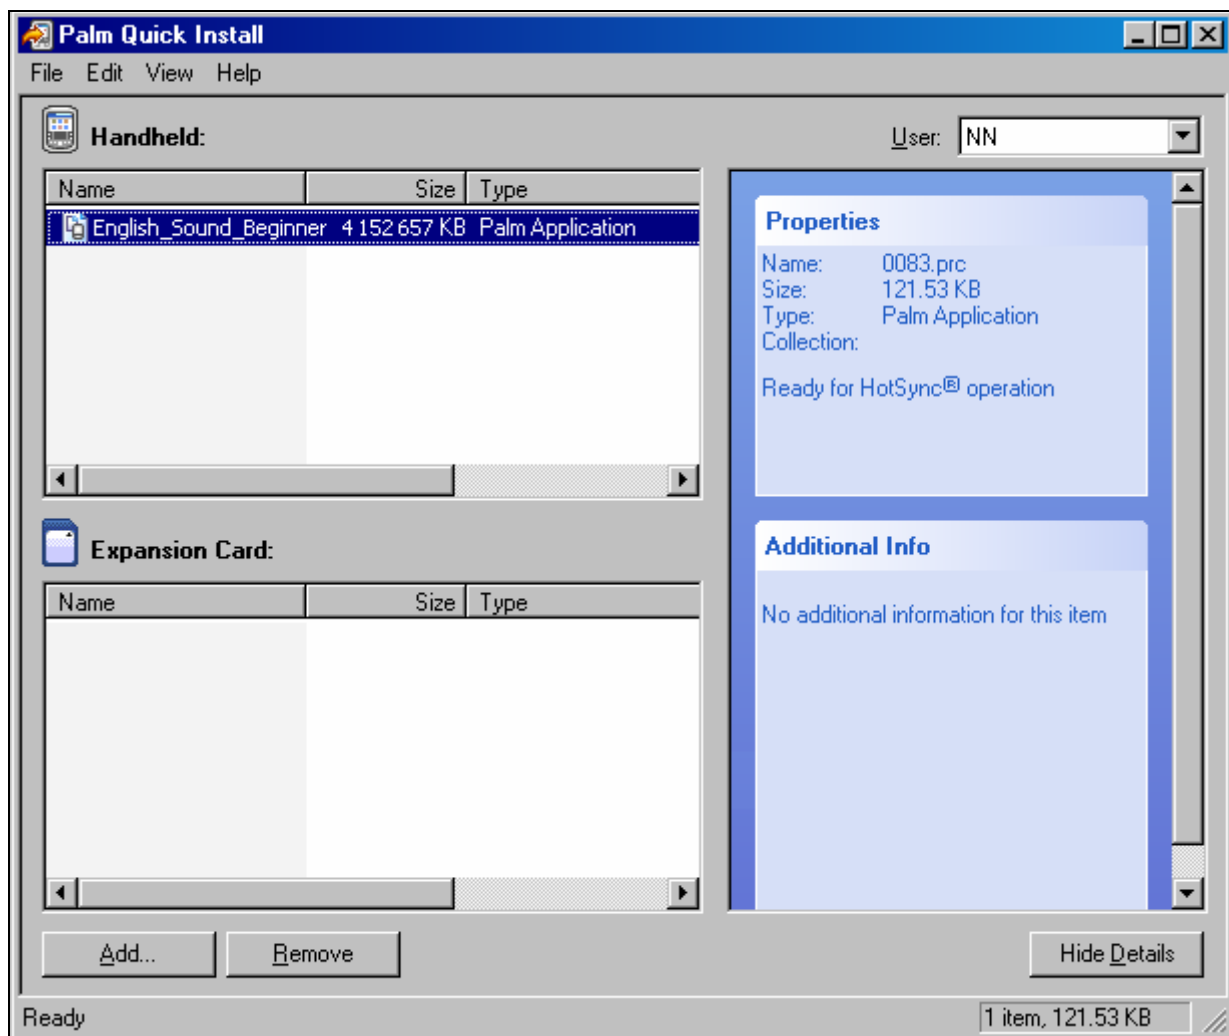 Palm Quick Install
File Edit View Help
Handheld:
User: NN
Name Size Type
English_Sound_Beginner 4 152 657 KB Palm Application
Properties
Name: 0083.prc
Size: 121.53 KB
Type: Palm Application
Collection:
Ready for HotSync® operation
Expansion Card:
Name Size Type
Additional Info
No additional information for this item
Add... Remove Hide Details
Ready 1 item, 121.53 KB